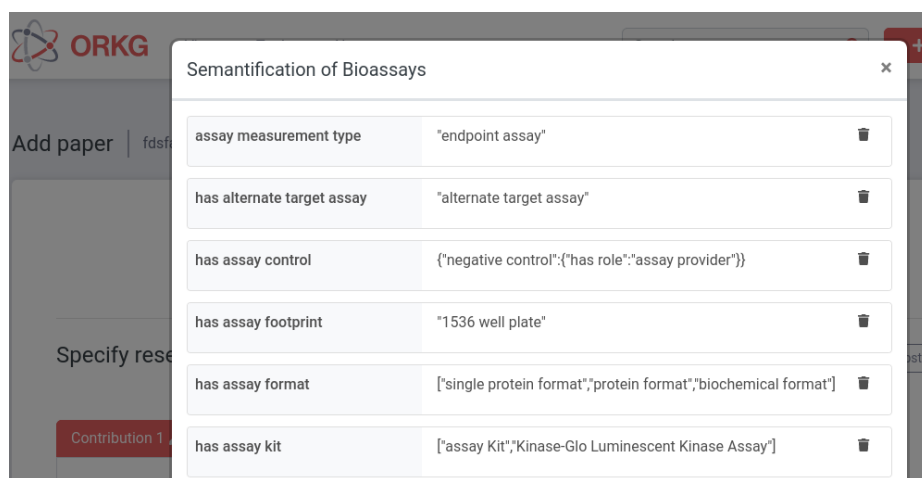 ORKG
Semantification of Bioassays
×
Add paper
assay measurement type "endpoint assay"
has alternate target assay "alternate target assay"
has assay control {"negative control":{"has role":"assay provider"}}
has assay footprint "1536 well plate"
Specify rese
has assay format ["single protein format","protein format","biochemical format"]
Contribution 1
has assay kit ["assay Kit","Kinase-Glo Luminescent Kinase Assay"]